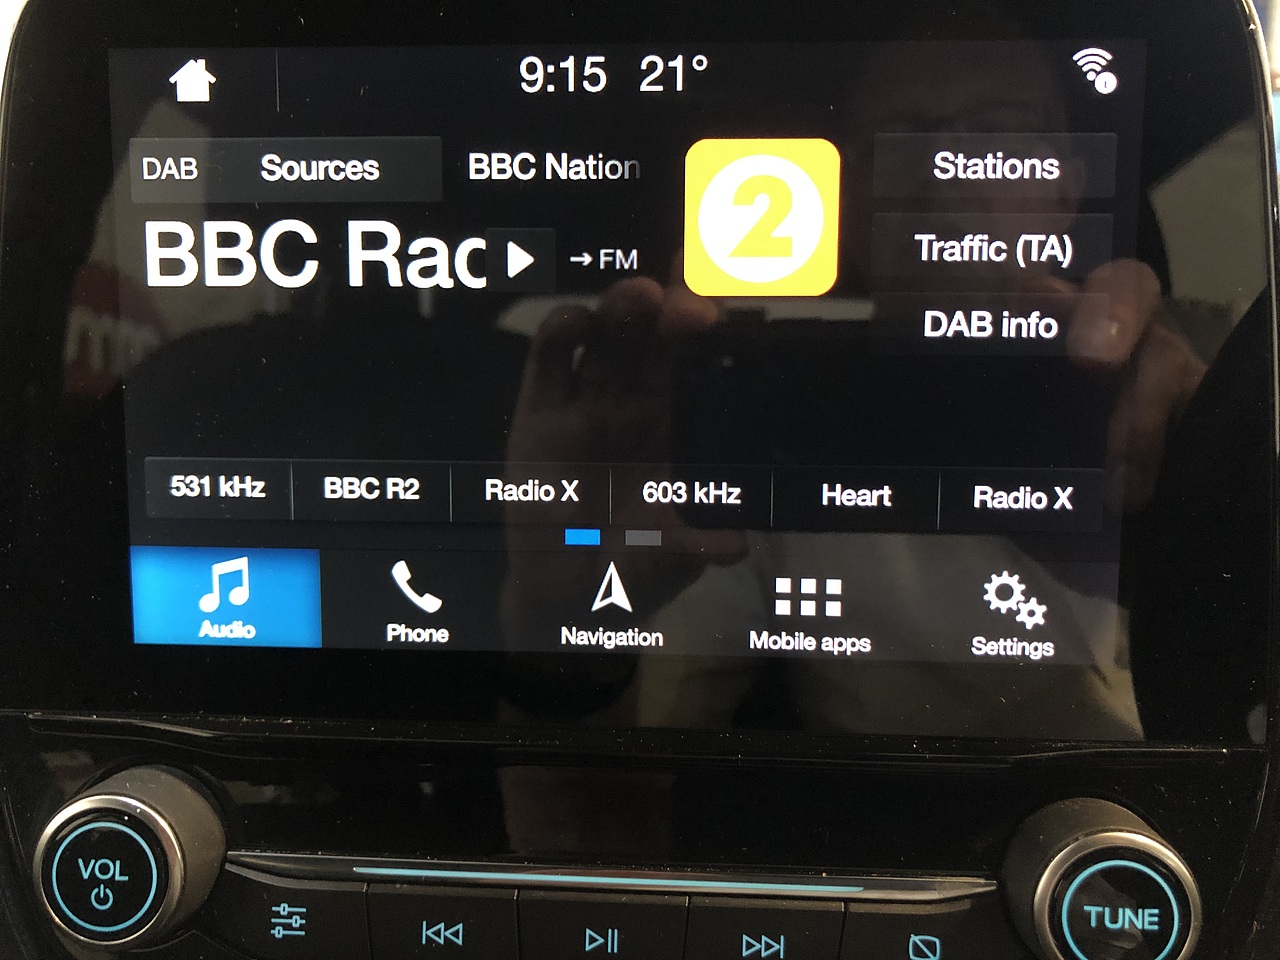 9:15 21°
DAB Sources BBC Nation 2 Stations
BBC Rac → FM Traffic (TA)
DAB info
531 kHz BBC R2 Radio X 603 kHz Heart Radio X
Audio Phone Navigation Mobile apps Settings
VOL TUNE